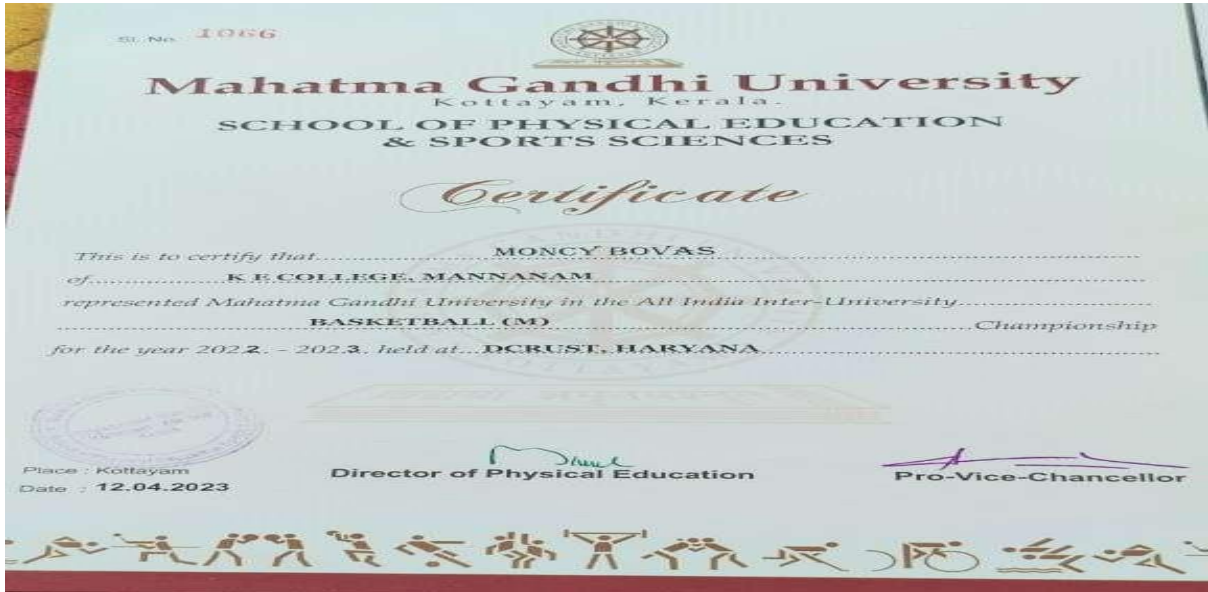 Sl. No. 1066
Mahatma Gandhi University
Kottayam, Kerala.
SCHOOL OF PHYSICAL EDUCATION
& SPORTS SCIENCES
Certificate
This is to certify that MONCY BOVAS
of K E COLLEGE, MANNANAM
represented Mahatma Gandhi University in the All India Inter-University
BASKETBALL (M) Championship
for the year 2022. - 2023. held at DCRUST, HARYANA
Place : Kottayam
Date : 12.04.2023
Director of Physical Education
Pro-Vice-Chancellor